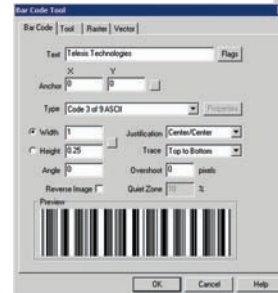 Bar Code Tool
Bar Code Tool Raster Vector
Text Telesis Technologies Flags
X Y
Anchor 0 0
Type Code 3 of 9 ASCII Properties
Width 1 Justification Center/Center
Height 0.25 Trace Top to Bottom
Angle 0 Overshoot 0 pixels
Reverse Image Quiet Zone 10 %
Preview
OK Cancel Help